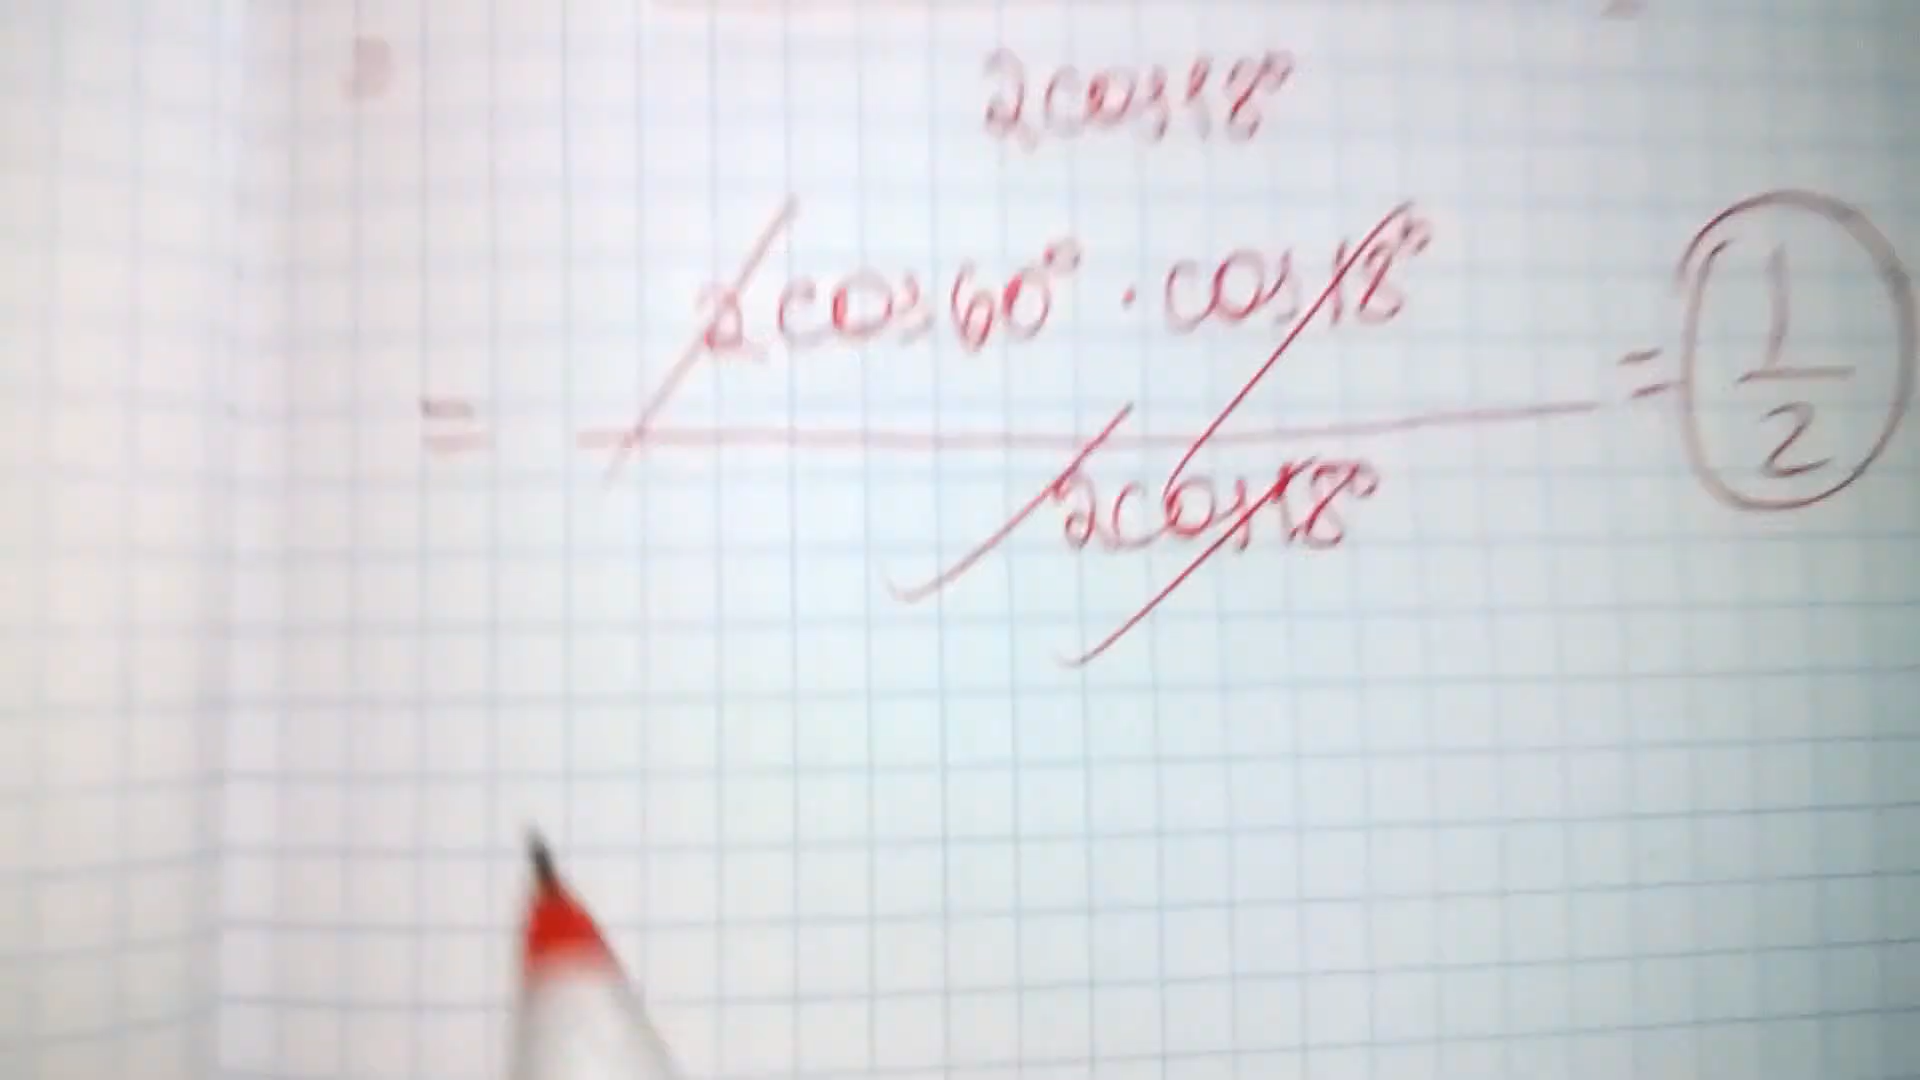 2cos18°
= 2cos60° · cos18° / 2cos18° = 1/2